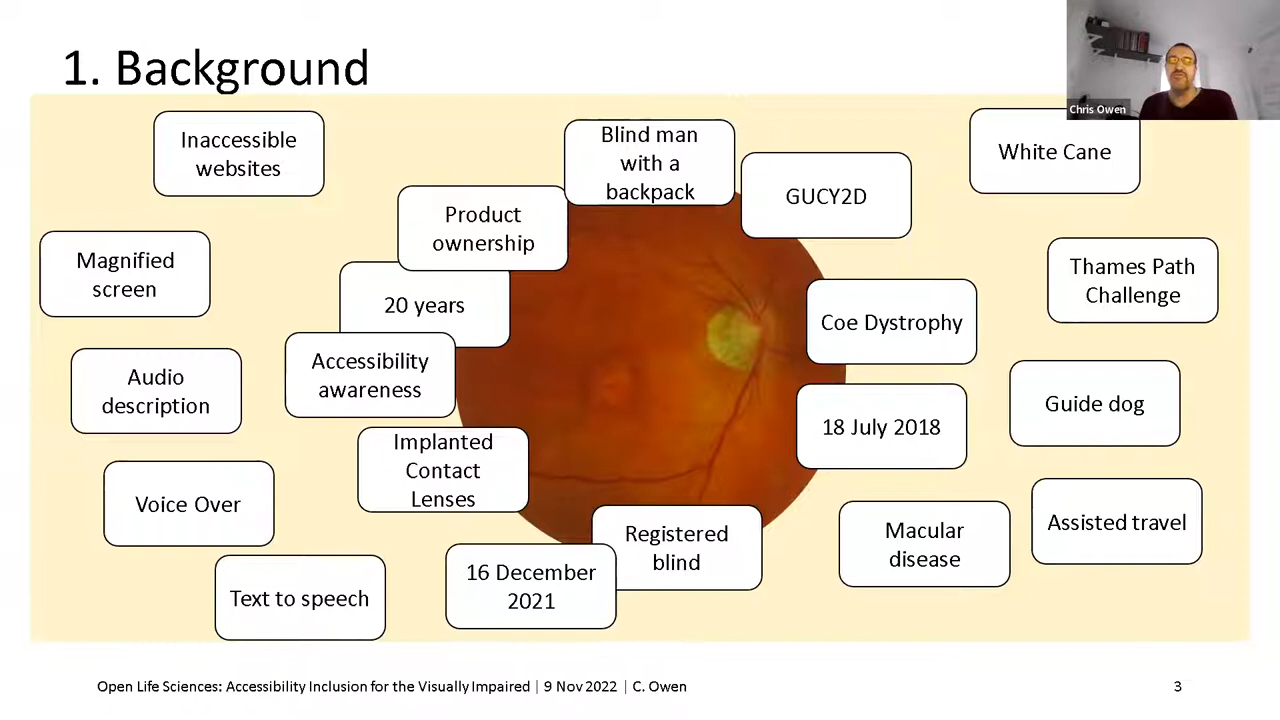 1. Background
Chris Owen
Inaccessible
websites
Blind man
with a
backpack
GUCY2D
White Cane
Product
ownership
Magnified
screen
20 years
Thames Path
Challenge
Coe Dystrophy
Accessibility
awareness
Audio
description
Guide dog
18 July 2018
Implanted
Contact
Lenses
Voice Over
Registered
blind
Macular
disease
Assisted travel
16 December
2021
Text to speech
Open Life Sciences: Accessibility Inclusion for the Visually Impaired | 9 Nov 2022 | C. Owen
3